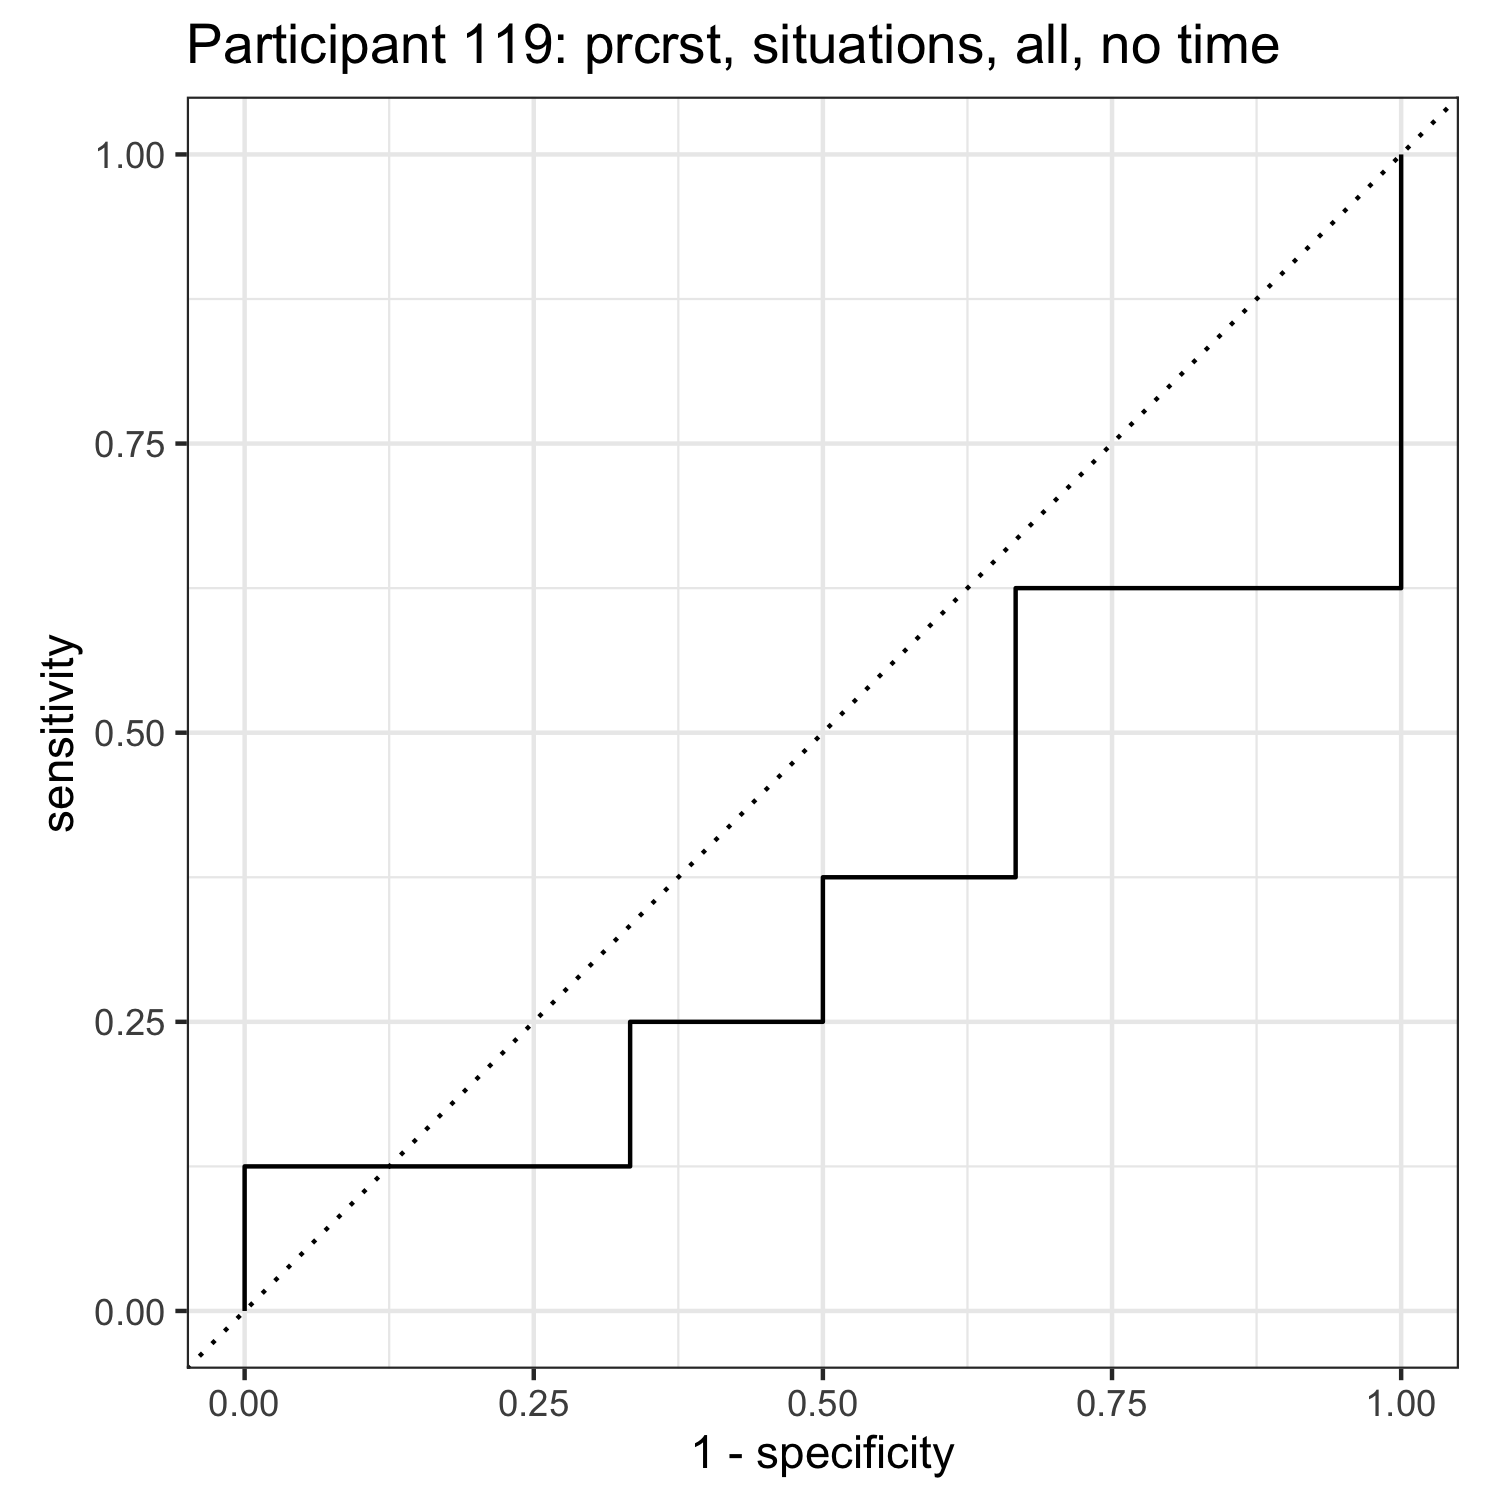 Participant 119: prcrst, situations, all, no time
1.00
0.75
0.50
0.25
0.00
sensitivity
0.00 0.25 0.50 0.75 1.00
1 - specificity